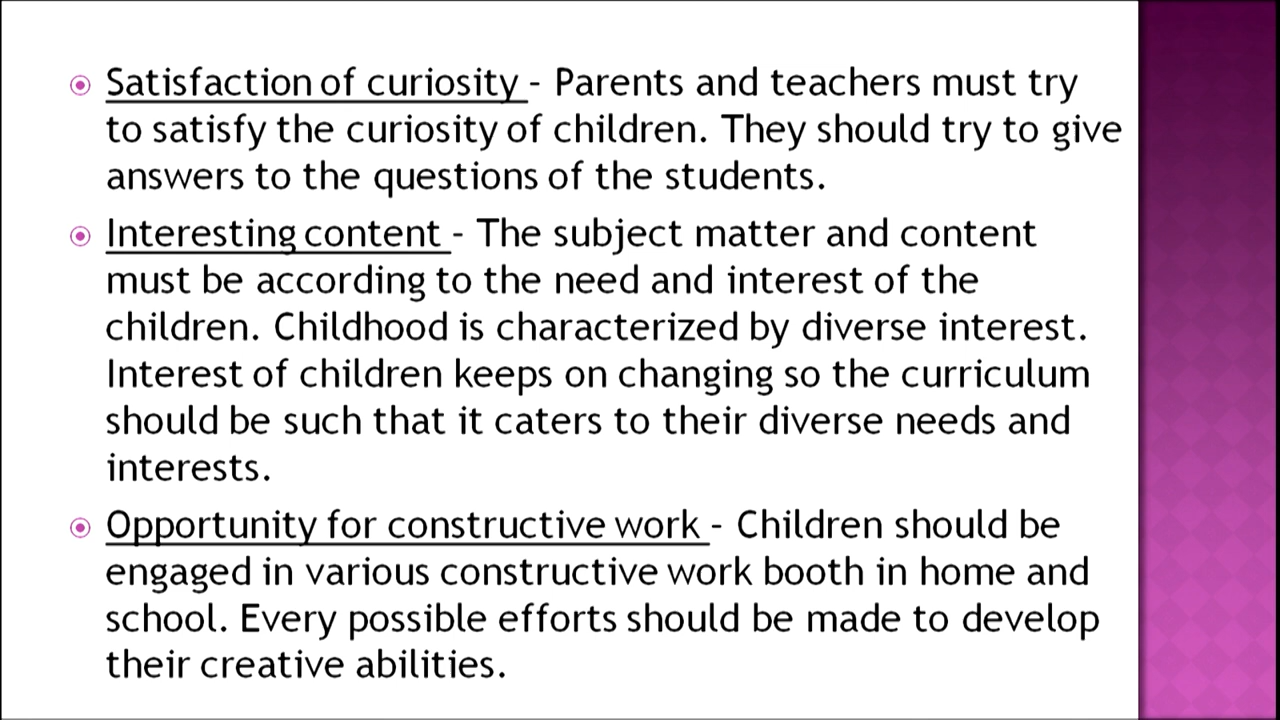 Satisfaction of curiosity - Parents and teachers must try
to satisfy the curiosity of children. They should try to give
answers to the questions of the students.
Interesting content - The subject matter and content
must be according to the need and interest of the
children. Childhood is characterized by diverse interest.
Interest of children keeps on changing so the curriculum
should be such that it caters to their diverse needs and
interests.
Opportunity for constructive work - Children should be
engaged in various constructive work booth in home and
school. Every possible efforts should be made to develop
their creative abilities.